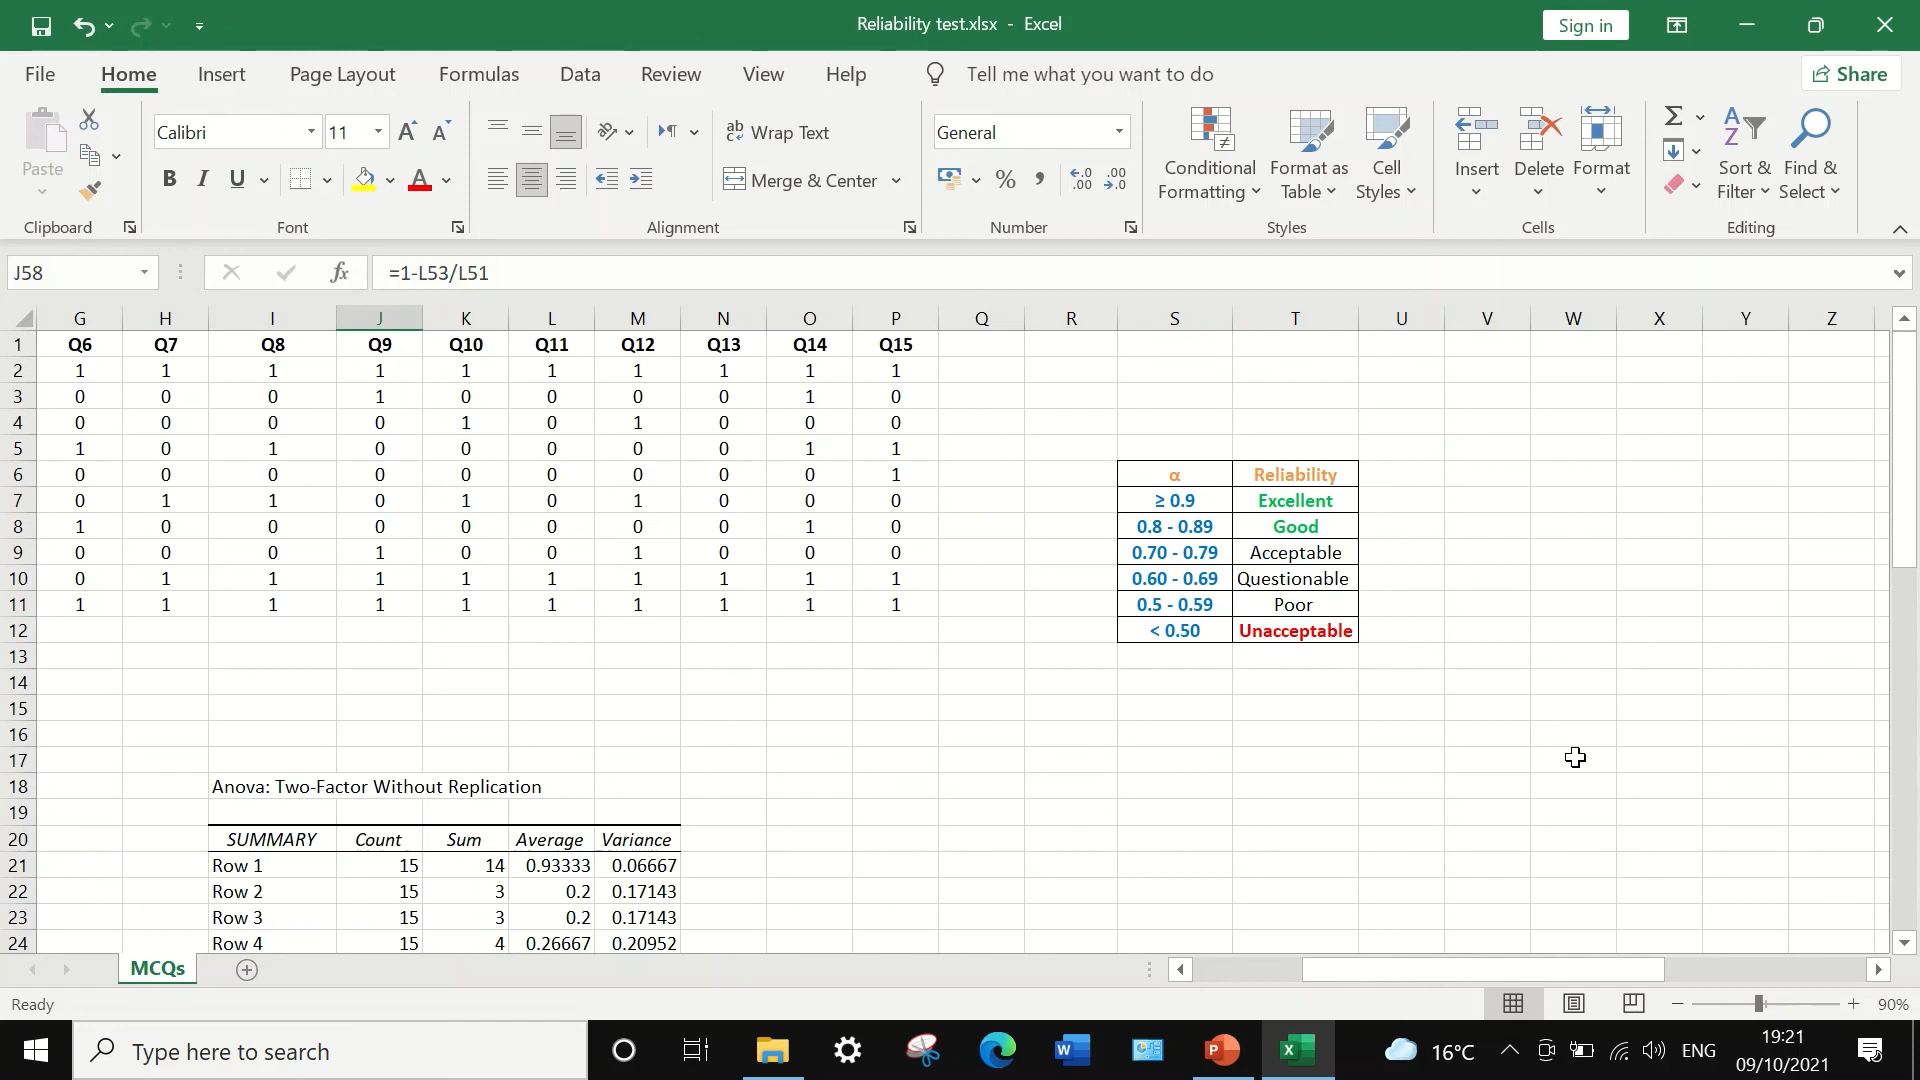 Reliability test.xlsx - Excel
Sign in
File Home Insert Page Layout Formulas Data Review View Help Tell me what you want to do Share
Paste
Clipboard
Calibri 11
B I U
Font
Wrap Text
Merge & Center
Alignment
General
Number
Conditional Formatting
Format as Table
Cell Styles
Styles
Insert
Delete
Format
Cells
Sort & Filter
Find & Select
Editing
J58 fx =1-L53/L51
G H I J K L M N O P Q R S T U V W X Y Z
1 Q6 Q7 Q8 Q9 Q10 Q11 Q12 Q13 Q14 Q15
2 1 1 1 1 1 1 1 1 1 1
3 0 0 0 1 0 0 0 0 1 0
4 0 0 0 0 1 0 1 0 0 0
5 1 0 1 0 0 0 0 0 1 1
6 0 0 0 0 0 0 0 0 0 1 α Reliability
7 0 1 1 0 1 0 1 0 0 0 ≥ 0.9 Excellent
8 1 0 0 0 0 0 0 0 1 0 0.8 - 0.89 Good
9 0 0 0 1 0 0 1 0 0 0 0.70 - 0.79 Acceptable
10 0 1 1 1 1 1 1 1 1 1 0.60 - 0.69 Questionable
11 1 1 1 1 1 1 1 1 1 1 0.5 - 0.59 Poor
12 < 0.50 Unacceptable
13
14
15
16
17
18 Anova: Two-Factor Without Replication
19
20 SUMMARY Count Sum Average Variance
21 Row 1 15 14 0.93333 0.06667
22 Row 2 15 3 0.2 0.17143
23 Row 3 15 3 0.2 0.17143
24 Row 4 15 4 0.26667 0.20952
MCQs
Ready
90%
Type here to search
16°C
ENG
19:21
09/10/2021